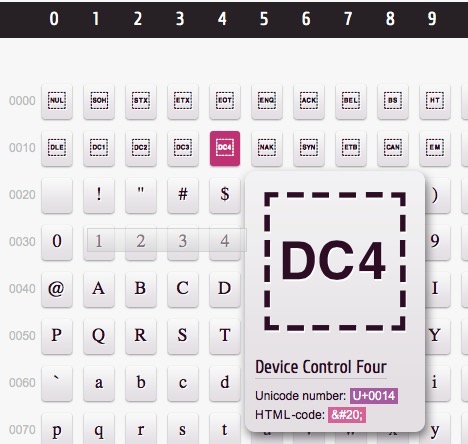 0 1 2 3 4 5 6 7 8 9
0000 NUL SOH STX ETX EOT ENQ ACK BEL BS HT
0010 DLE DC1 DC2 DC3 DC4 NAK SYN ETB CAN EM
0020 ! " # $ )
0030 0 1 2 3 4 9
0040 @ A B C D I
0050 P Q R S T Y
0060 ` a b c d i
0070 p q r s t y
DC4
Device Control Four
Unicode number: U+0014
HTML-code: &#20;